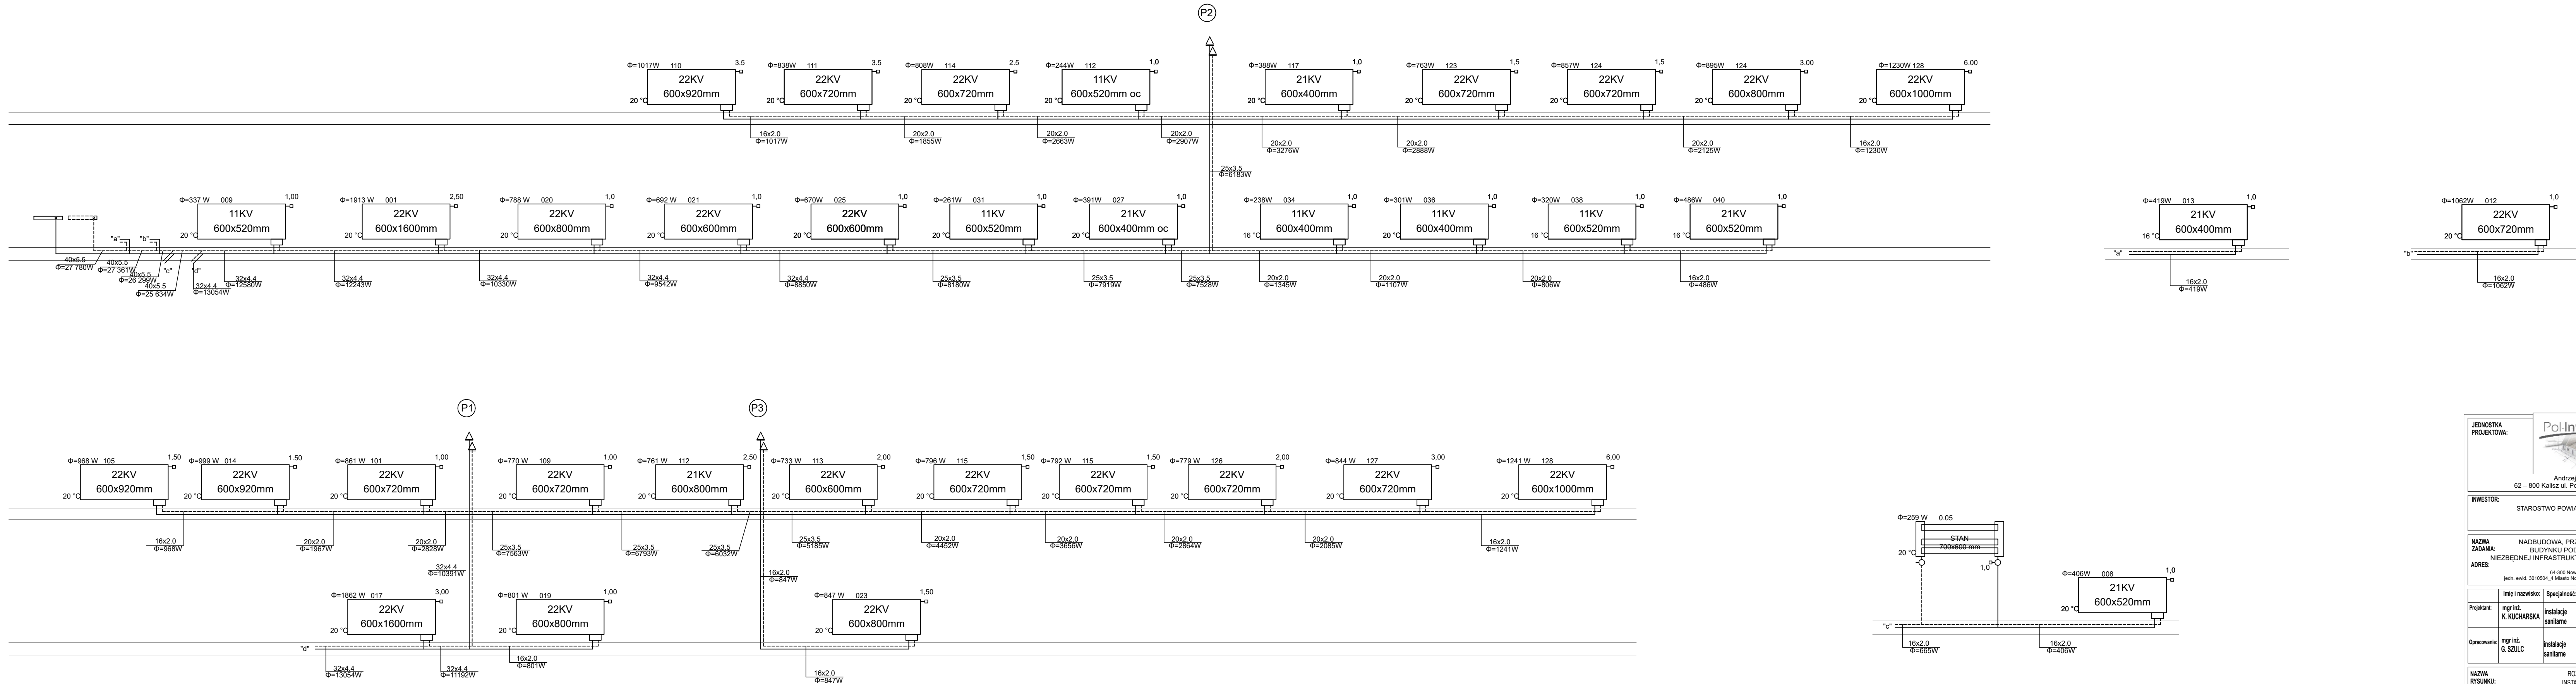 P2
Φ=1017W 110 3.5
22KV
600x920mm
20 °C
Φ=838W 111 3.5
22KV
600x720mm
20 °C
Φ=808W 114 2.5
22KV
600x720mm
20 °C
Φ=244W 112 1,0
11KV
600x520mm oc
20 °C
Φ=388W 117 1,0
21KV
600x400mm
20 °C
Φ=763W 123 1,5
22KV
600x720mm
20 °C
Φ=857W 124 1,5
22KV
600x720mm
20 °C
Φ=895W 124 3.00
22KV
600x800mm
20 °C
Φ=1230W 128 6.00
22KV
600x1000mm
20 °C
16x2.0
Φ=1017W
20x2.0
Φ=1855W
20x2.0
Φ=2663W
20x2.0
Φ=2907W
20x2.0
Φ=3276W
20x2.0
Φ=2888W
20x2.0
Φ=2125W
16x2.0
Φ=1230W
25x3.5
Φ=6183W
Φ=337 W 009 1,00
11KV
600x520mm
20 °C
Φ=1913 W 001 2,50
22KV
600x1600mm
20 °C
Φ=788 W 020 1,0
22KV
600x800mm
20 °C
Φ=692 W 021 1,0
22KV
600x600mm
20 °C
Φ=670W 025 1,0
22KV
600x600mm
20 °C
Φ=261W 031 1,0
11KV
600x520mm
20 °C
Φ=391W 027 1,0
21KV
600x400mm oc
20 °C
Φ=238W 034 1,0
11KV
600x400mm
16 °C
Φ=301W 036 1,0
11KV
600x400mm
20 °C
Φ=320W 038 1,0
11KV
600x520mm
16 °C
Φ=486W 040 1,0
21KV
600x520mm
16 °C
Φ=419W 013 1,0
21KV
600x400mm
16 °C
Φ=1062W 012 1,0
22KV
600x720mm
20 °C
"a"
"b"
"c"
"d"
"a"
"b"
40x5.5
Φ=27 780W
40x5.5
Φ=27 361W
40x5.5
Φ=26 299W
40x5.5
Φ=25 634W
32x4.4
Φ=13054W
32x4.4
Φ=12580W
32x4.4
Φ=12243W
32x4.4
Φ=10330W
32x4.4
Φ=9542W
32x4.4
Φ=8850W
25x3.5
Φ=8180W
25x3.5
Φ=7919W
25x3.5
Φ=7528W
20x2.0
Φ=1345W
20x2.0
Φ=1107W
20x2.0
Φ=806W
16x2.0
Φ=486W
16x2.0
Φ=419W
16x2.0
Φ=1062W
P1
P3
Φ=968 W 105 1,50
22KV
600x920mm
20 °C
Φ=999 W 014 1.50
22KV
600x920mm
20 °C
Φ=861 W 101 1,00
22KV
600x720mm
20 °C
Φ=770 W 109 1,00
22KV
600x720mm
20 °C
Φ=761 W 112 2,50
21KV
600x800mm
20 °C
Φ=733 W 113 2,00
22KV
600x600mm
20 °C
Φ=796 W 115 1,50
22KV
600x720mm
20 °C
Φ=792 W 115 1,50
22KV
600x720mm
20 °C
Φ=779 W 126 2,00
22KV
600x720mm
20 °C
Φ=844 W 127 3,00
22KV
600x720mm
20 °C
Φ=1241 W 128 6,00
22KV
600x1000mm
20 °C
16x2.0
Φ=968W
20x2.0
Φ=1967W
20x2.0
Φ=2828W
25x3.5
Φ=7563W
25x3.5
Φ=6793W
25x3.5
Φ=6032W
25x3.5
Φ=5185W
20x2.0
Φ=4452W
20x2.0
Φ=3656W
20x2.0
Φ=2864W
20x2.0
Φ=2085W
16x2.0
Φ=1241W
32x4.4
Φ=10391W
16x2.0
Φ=847W
Φ=1862 W 017 3,00
22KV
600x1600mm
20 °C
Φ=801 W 019 1,00
22KV
600x800mm
20 °C
Φ=847 W 023 1,50
22KV
600x800mm
20 °C
"d"
32x4.4
Φ=13054W
32x4.4
Φ=11192W
16x2.0
Φ=801W
16x2.0
Φ=847W
Φ=259 W 0.05
STAN
700x600 mm
20 °C
1,0
Φ=406W 008 1,0
21KV
600x520mm
20 °C
"c"
16x2.0
Φ=665W
16x2.0
Φ=406W
JEDNOSTKA
PROJEKTOWA:
Pol-In
Andrzej
62 – 800 Kalisz ul. Po
INWESTOR:
STAROSTWO POWIA
NAZWA
ZADANIA:
NADBUDOWA, PRZ
BUDYNKU POD
NIEZBĘDNEJ INFRASTRUK
ADRES:
64-300 Now
jedn. ewid. 3010504_4 Miasto No
Imię i nazwisko: Specjalność:
Projektant: mgr inż. K. KUCHARSKA instalacje sanitarne
Opracowanie: mgr inż. G. SZULC instalacje sanitarne
NAZWA
RYSUNKU:
RO
INST